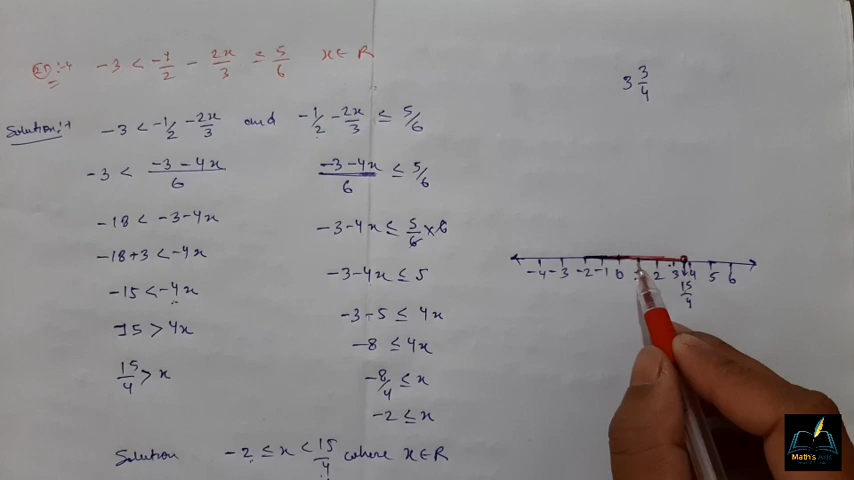 Q:-4 -3 < -1/2 - 2x/3 ≤ 5/6 x∈R
3 3/4
Solution:→ -3 < -1/2 - 2x/3 and -1/2 - 2x/3 ≤ 5/6
-3 < (-3 - 4x)/6 (-3 - 4x)/6 ≤ 5/6
-18 < -3 - 4x -3 - 4x ≤ 5/6 × 6
-18 + 3 < -4x -3 - 4x ≤ 5
-15 < -4x -3 - 5 ≤ 4x
15 > 4x -8 ≤ 4x
15/4 > x -8/4 ≤ x
-2 ≤ x
Solution -2 ≤ x < 15/4 where x∈R
-4 -3 -2 -1 0 2 3 4 5 6
15/4
Math's